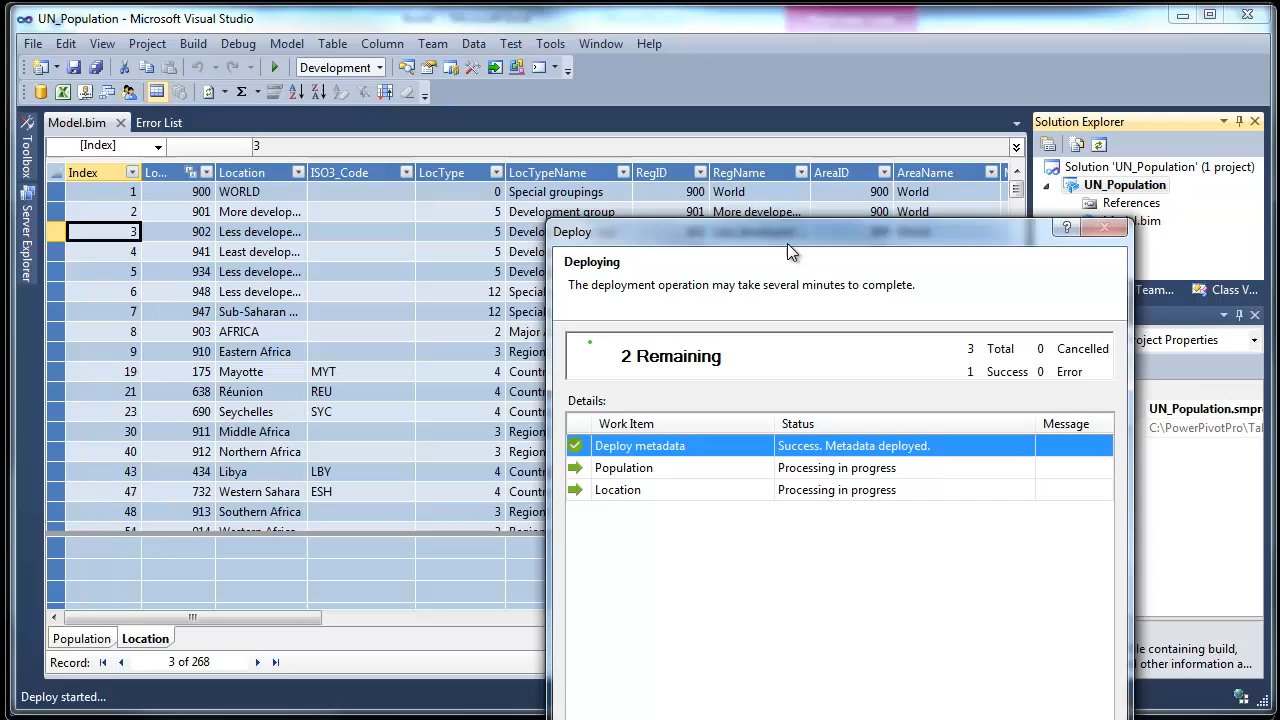 UN_Population - Microsoft Visual Studio
File Edit View Project Build Debug Model Table Column Team Data Test Tools Window Help
Development
Model.bim Error List
[Index] 3
Index Lo... Location ISO3_Code LocType LocTypeName RegID RegName AreaID AreaName
1 900 WORLD 0 Special groupings 900 World 900 World
2 901 More develop... 5 Development group 901 More develope... 900 World
3 902 Less develope... 5 Develo
4 941 Least develop... 5 Develo
5 934 Less develope... 5 Develo
6 948 Less develope... 12 Special
7 947 Sub-Saharan ... 12 Special
8 903 AFRICA 2 Major A
9 910 Eastern Africa 3 Region
19 175 Mayotte MYT 4 Countr
21 638 Réunion REU 4 Countr
23 690 Seychelles SYC 4 Countr
30 911 Middle Africa 3 Region
40 912 Northern Africa 3 Region
43 434 Libya LBY 4 Countr
47 732 Western Sahara ESH 4 Countr
48 913 Southern Africa 3 Region
54 914 Western Africa 3 Region
Population Location
Record: 3 of 268
Deploy started...
Toolbox
Server Explorer
Solution Explorer
Solution 'UN_Population' (1 project)
UN_Population
References
.bim
Team... Class V...
oject Properties
UN_Population.smpro
C:\PowerPivotPro\Tal
le containing build,
other information a...
Deploy
Deploying
The deployment operation may take several minutes to complete.
2 Remaining
3 Total 0 Cancelled
1 Success 0 Error
Details:
Work Item Status Message
Deploy metadata Success. Metadata deployed.
Population Processing in progress
Location Processing in progress